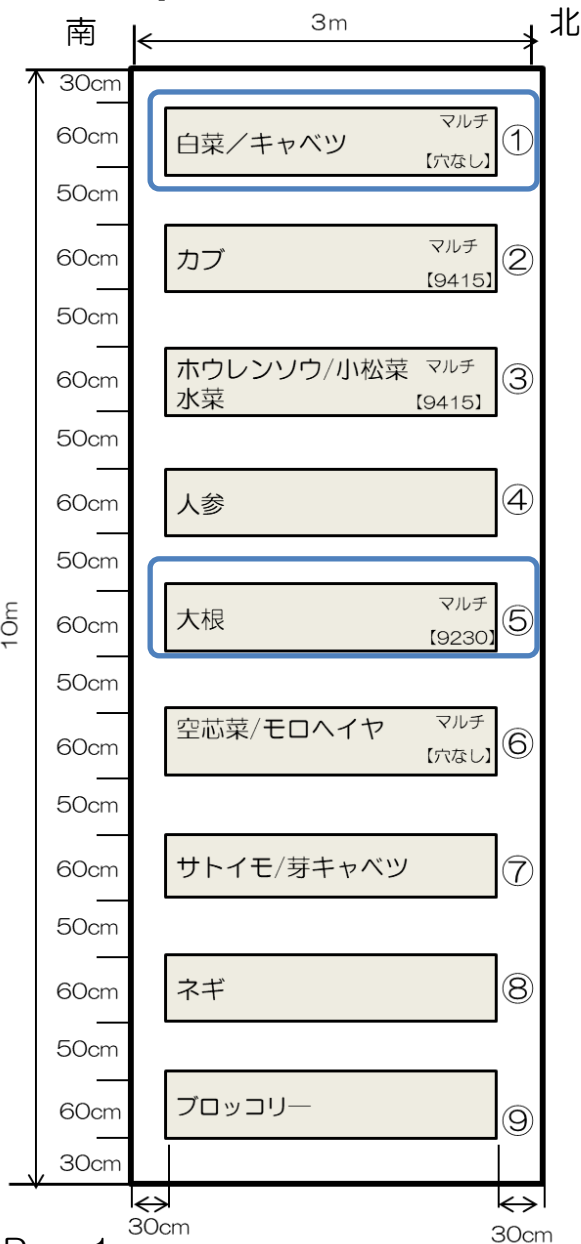 南
3m
北
30cm
60cm
白菜／キャベツ
マルチ
【穴なし】
①
50cm
60cm
カブ
マルチ
【9415】
②
50cm
60cm
ホウレンソウ/小松菜
水菜
マルチ
【9415】
③
50cm
60cm
人参
④
50cm
60cm
大根
マルチ
【9230】
⑤
10m
50cm
60cm
空芯菜/モロヘイヤ
マルチ
【穴なし】
⑥
50cm
60cm
サトイモ/芽キャベツ
⑦
50cm
60cm
ネギ
⑧
50cm
60cm
ブロッコリー
⑨
30cm
30cm
30cm